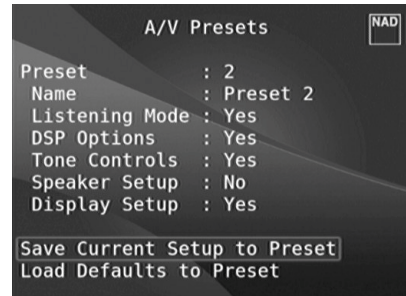 A/V Presets
NAD
Preset : 2
Name : Preset 2
Listening Mode : Yes
DSP Options : Yes
Tone Controls : Yes
Speaker Setup : No
Display Setup : Yes
Save Current Setup to Preset
Load Defaults to Preset